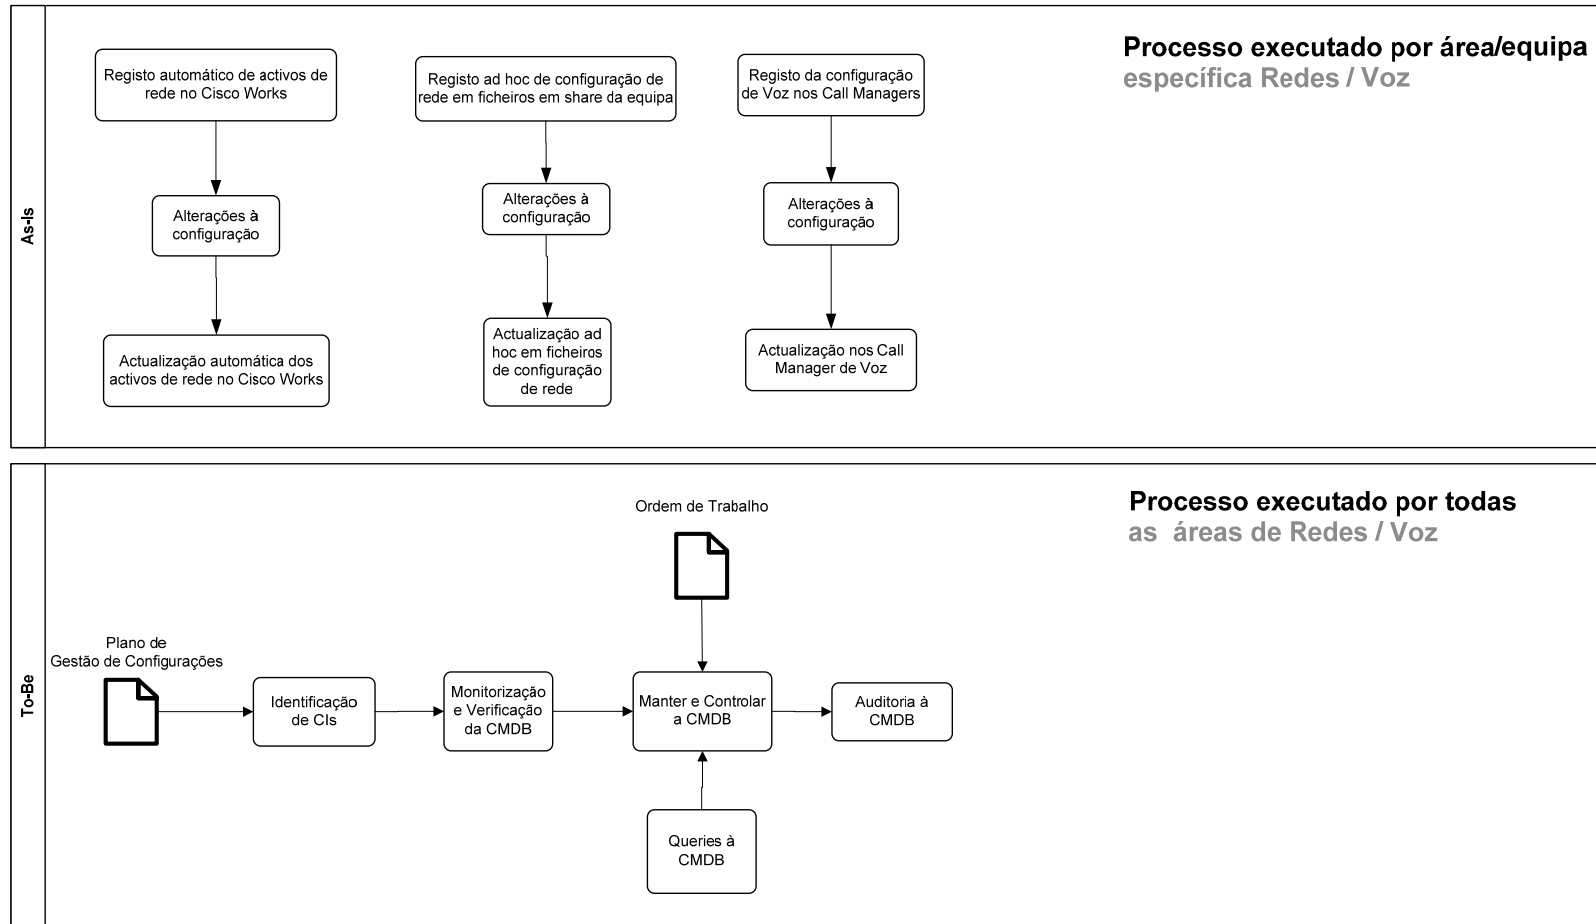 As-Is
Processo executado por área/equipa
específica Redes / Voz
Registo automático de activos de
rede no Cisco Works
Alterações à
configuração
Actualização automática dos
activos de rede no Cisco Works
Registo ad hoc de configuração de
rede em ficheiros em share da equipa
Alterações à
configuração
Actualização ad
hoc em ficheiros
de configuração
de rede
Registo da configuração
de Voz nos Call Managers
Alterações à
configuração
Actualização nos Call
Manager de Voz
To-Be
Processo executado por todas
as áreas de Redes / Voz
Ordem de Trabalho
Plano de
Gestão de Configurações
Identificação
de CIs
Monitorização
e Verificação
da CMDB
Manter e Controlar
a CMDB
Auditoria à
CMDB
Queries à
CMDB